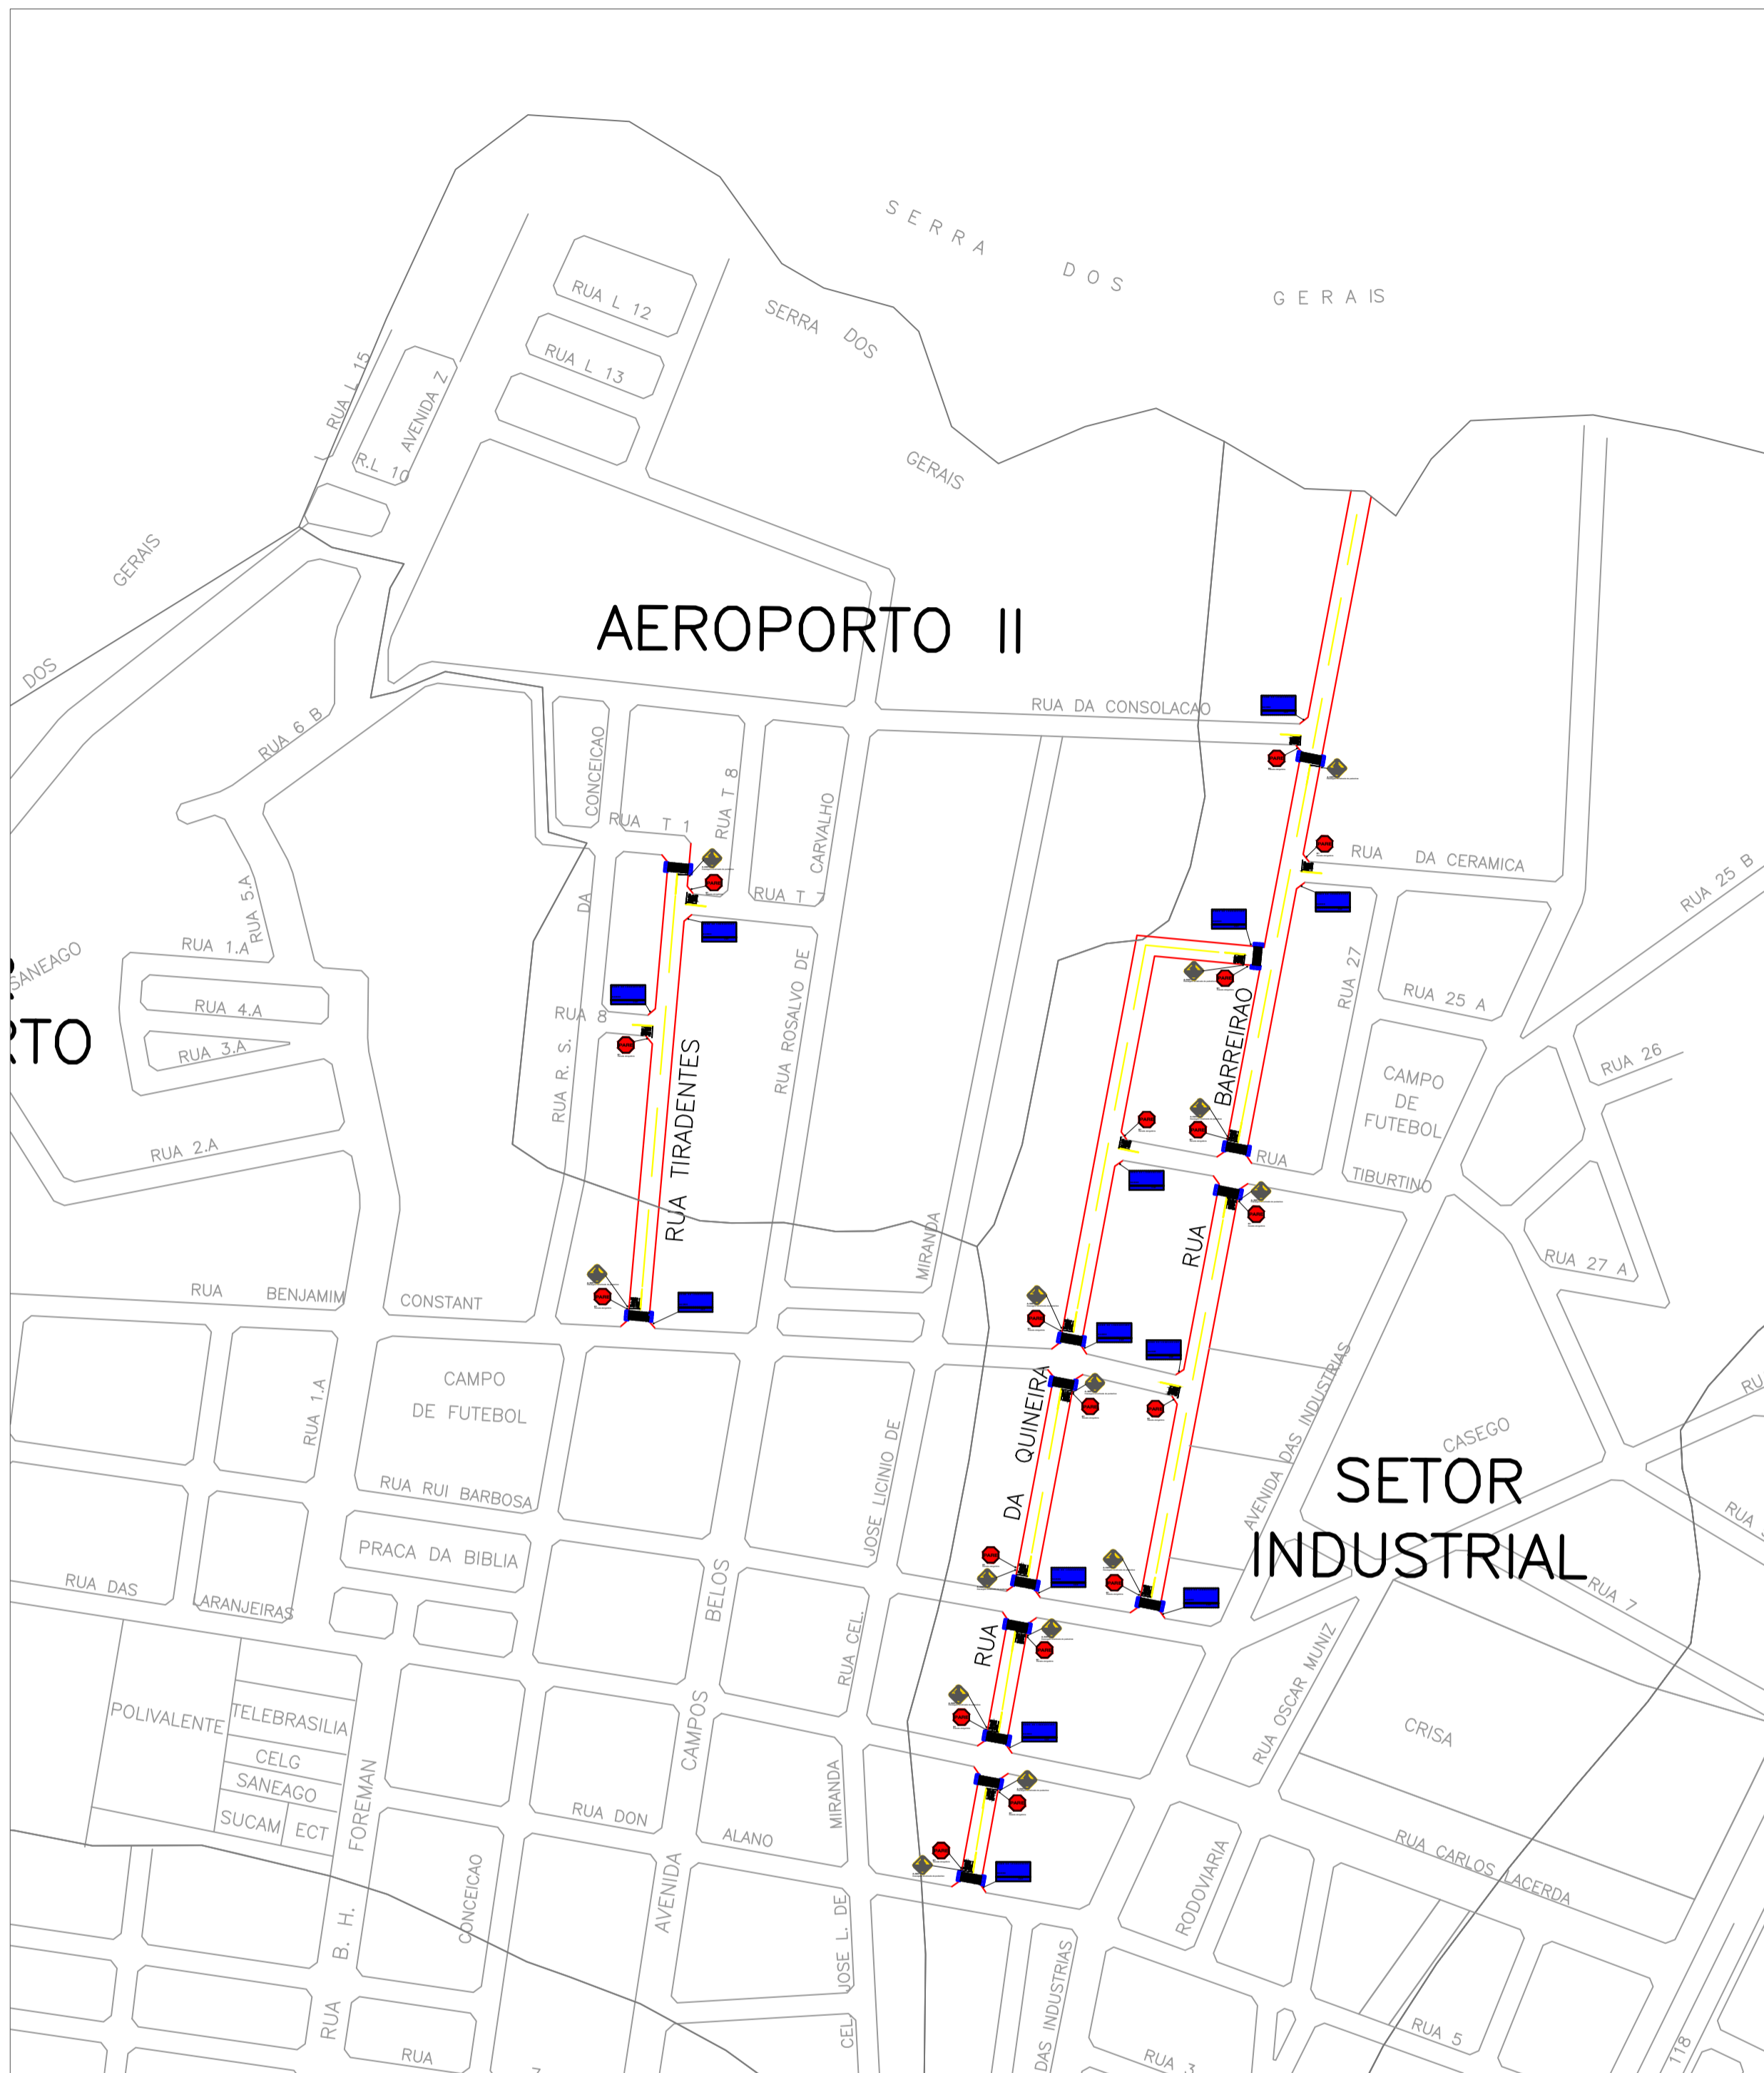 SERRA
DOS
GERAIS
RUA L 12
SERRA DOS
RUA L 13
RUA L 15
AVENIDA Z
R.L 10
GERAIS
GERAIS
DOS
AEROPORTO II
RUA DA CONSOLACAO
RUA 6 B
CONCEICAO
DA
RUA R. S.
RUA T 1
RUA T 8
CARVALHO
RUA ROSALVO DE
RUA T 7
RUA DA CERAMICA
RUA 25 B
RUA 5.A
RUA 1.A
SANEAGO
RUA 4.A
RUA 3.A
RTO
RUA 2.A
RUA 8
RUA TIRADENTES
RUA 27
RUA 25 A
CAMPO
DE
FUTEBOL
RUA 26
BARREIRAO
RUA
RUA
TIBURTINO
RUA 27 A
MIRANDA
JOSE LICINIO DE
RUA CEL.
RUA BENJAMIM
CONSTANT
CAMPO
DE FUTEBOL
RUA 1.A
RUA RUI BARBOSA
PRACA DA BIBLIA
RUA DAS
LARANJEIRAS
QUINEIRA
DA
RUA
AVENIDA DAS INDUSTRIAS
CASEGO
SETOR
INDUSTRIAL
RU
RUA
RUA 7
BELOS
CAMPOS
AVENIDA
POLIVALENTE
TELEBRASILIA
CELG
SANEAGO
SUCAM
ECT
FOREMAN
B. H.
RUA
RUA DON
ALANO
MIRANDA
JOSE L. DE
CEL.
RUA OSCAR MUNIZ
CRISA
RUA CARLOS LACERDA
RODOVIARIA
CONCEICAO
DAS INDUSTRIAS
RUA 5
RUA 3
118
RUA
7